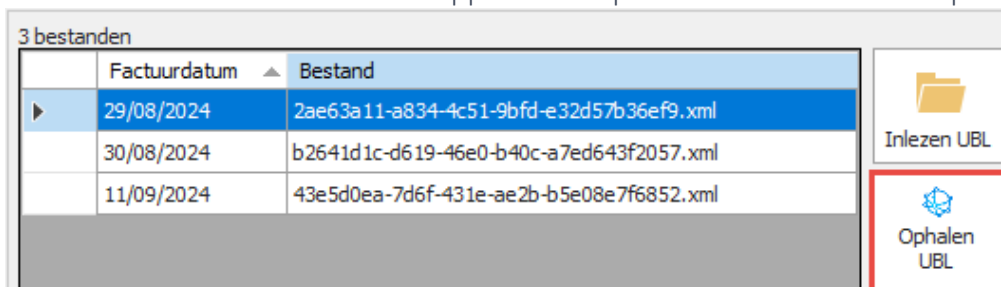 3 bestanden
Factuurdatum Bestand
29/08/2024 2ae63a11-a834-4c51-9bfd-e32d57b36ef9.xml
30/08/2024 b2641d1c-d619-46e0-b40c-a7ed643f2057.xml
11/09/2024 43e5d0ea-7d6f-431e-ae2b-b5e08e7f6852.xml
Inlezen UBL
Ophalen
UBL